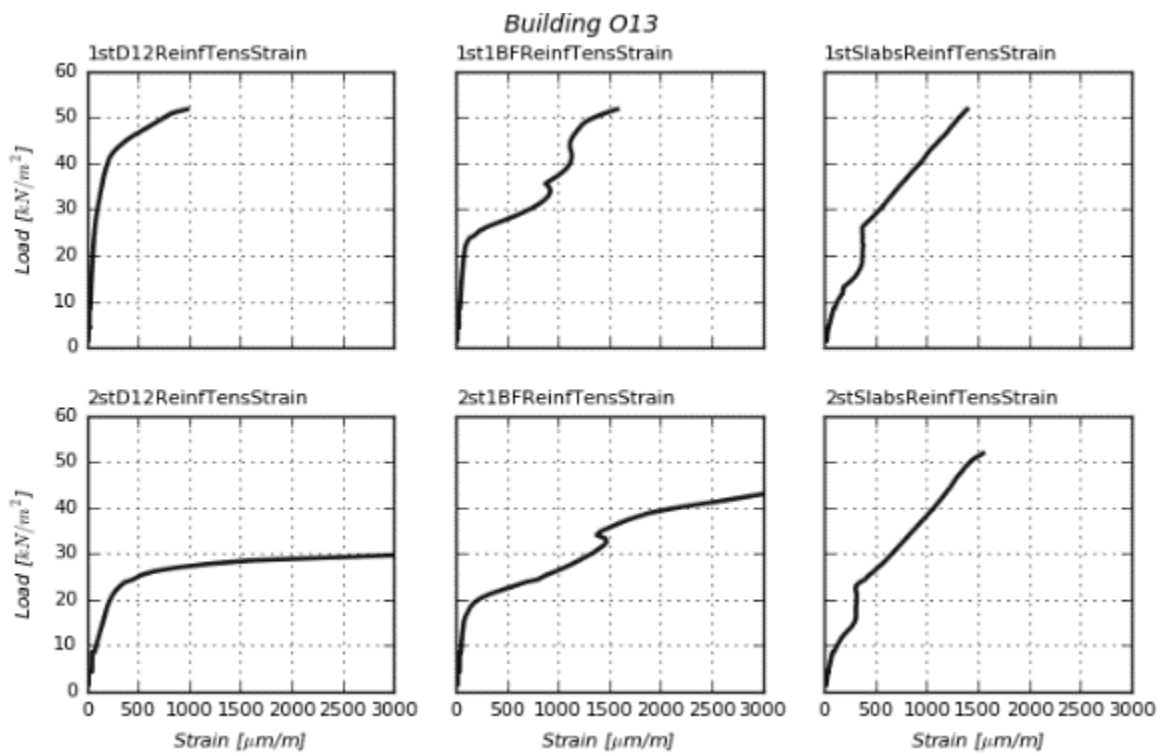 Building O13
1stD12ReinfTensStrain
1st1BFReinfTensStrain
1stSlabsReinfTensStrain
60
50
40
30
20
10
0
Load [kN/m²]
2stD12ReinfTensStrain
2st1BFReinfTensStrain
2stSlabsReinfTensStrain
60
50
40
30
20
10
0
Load [kN/m²]
0 500 1000 1500 2000 2500 3000
0 500 1000 1500 2000 2500 3000
0 500 1000 1500 2000 2500 3000
Strain [μm/m]
Strain [μm/m]
Strain [μm/m]